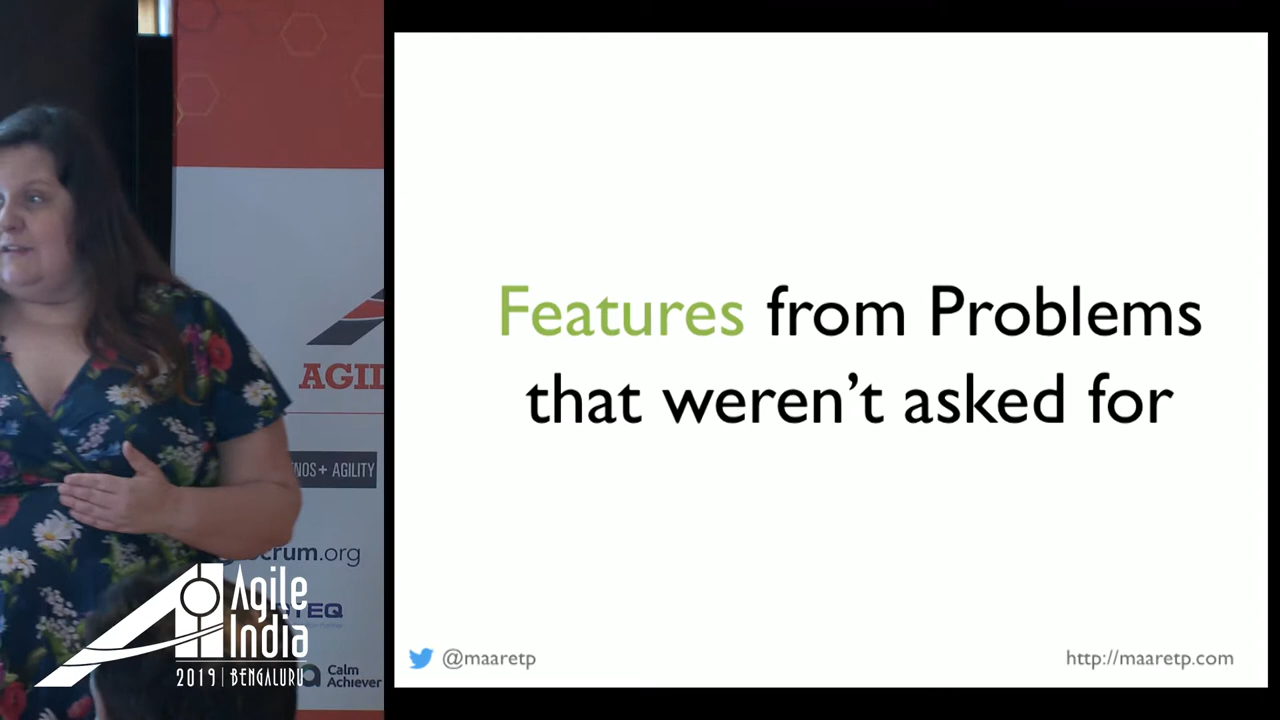 Features from Problems
that weren't asked for
@maaretp
http://maaretp.com
AGIL
NOS+ AGILITY
crum.org
TEQ
Calm
Achiever
Agile
India
2019 | BENGALURU